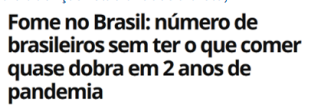 Fome no Brasil: número de
brasileiros sem ter o que comer
quase dobra em 2 anos de
pandemia